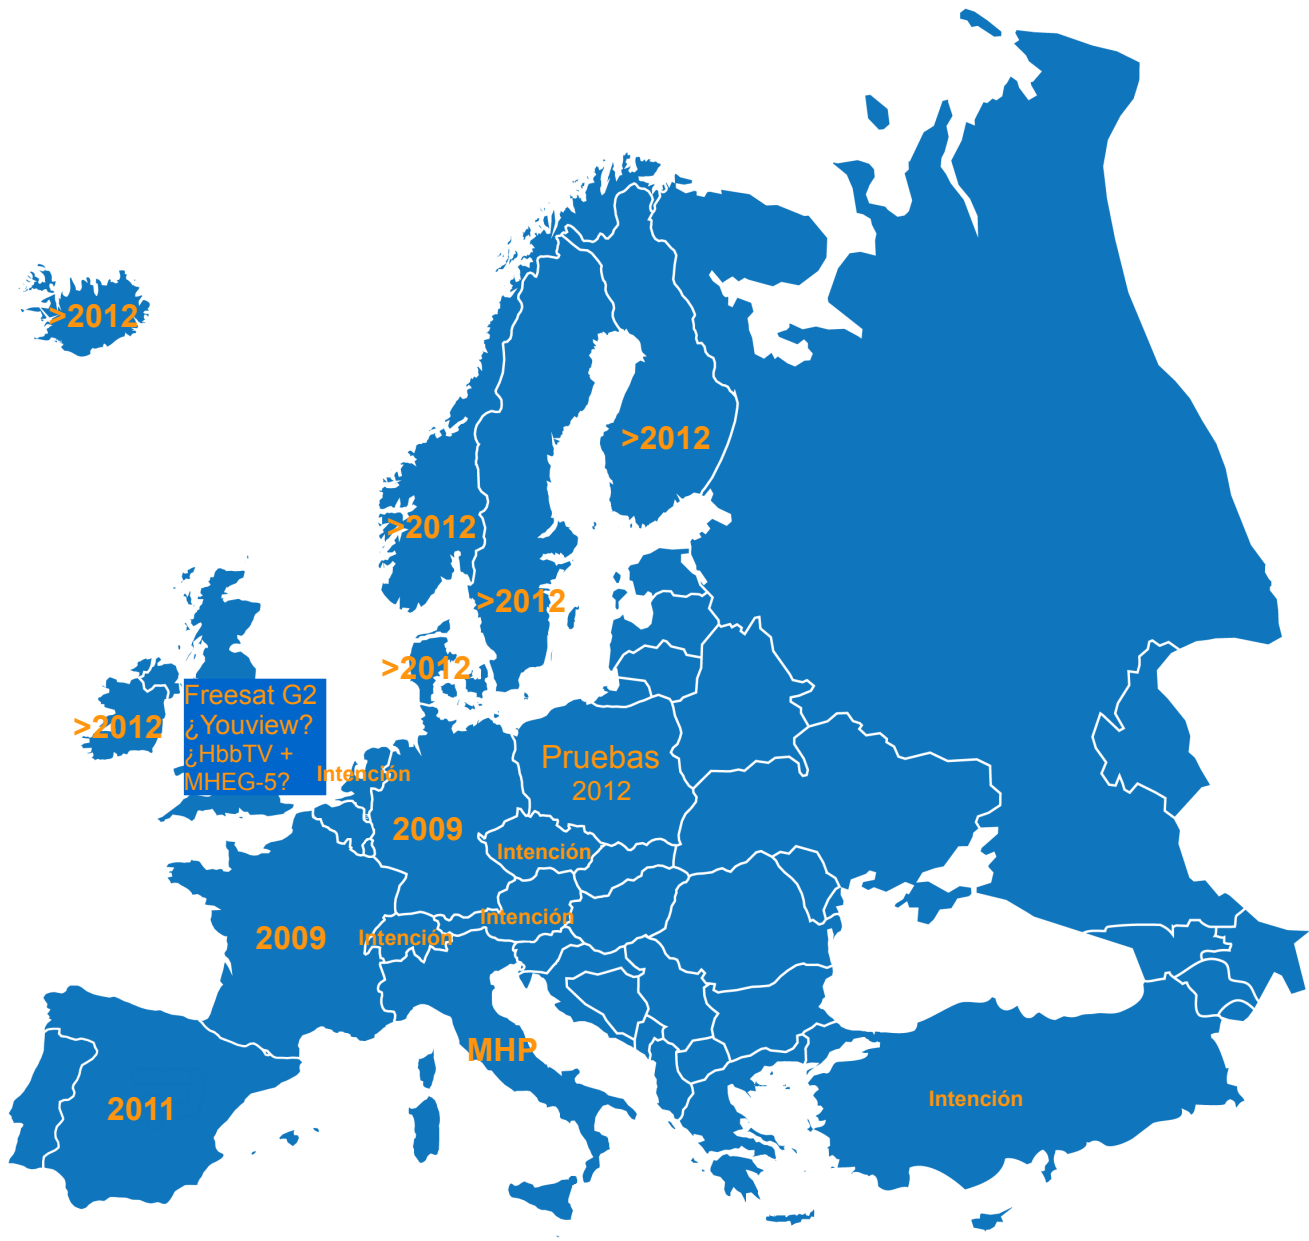 >2012
>2012
>2012
>2012
>2012
>2012
Freesat G2
¿Youview?
¿HbbTV +
MHEG-5?
Intención
Pruebas
2012
2009
Intención
Intención
Intención
2009
MHP
2011
Intención